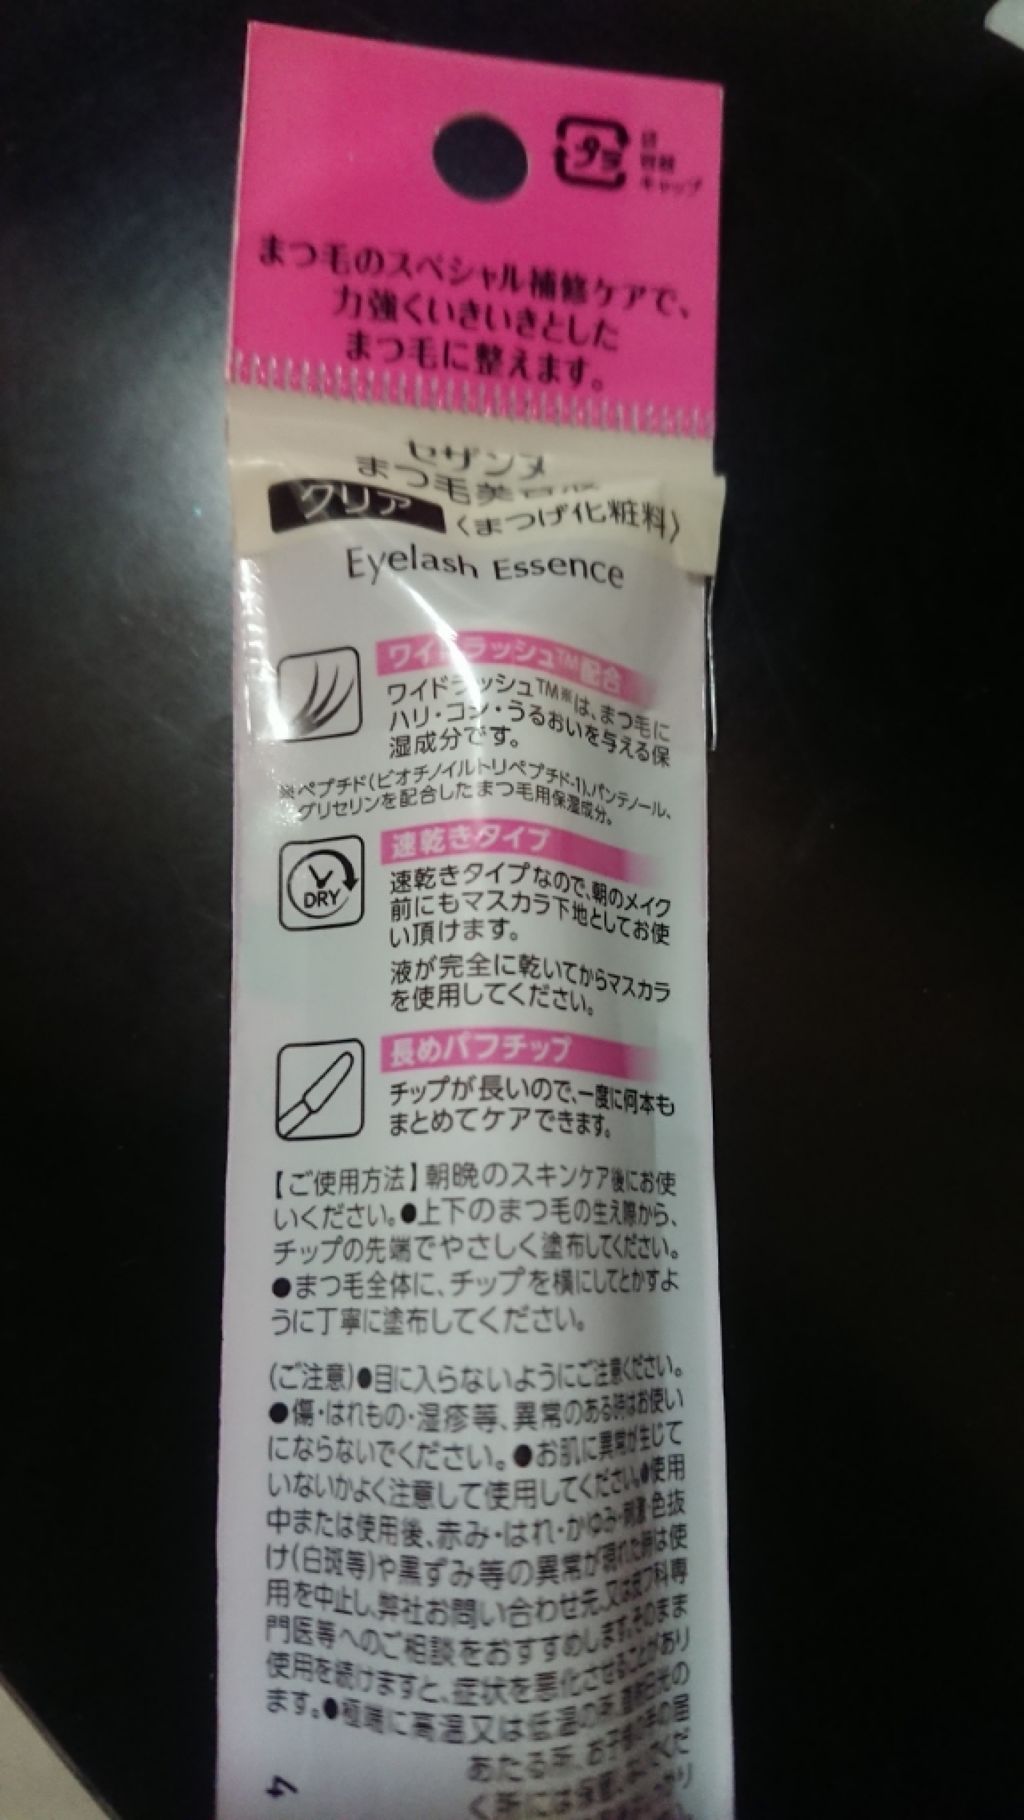 キャップ
まつ毛のスペシャル補修ケアで、
力強くいきいきとした
まつ毛に整えます。
セザンヌ
まつ毛美容液
クリア 〈まつげ化粧料〉
Eyelash Essence
ワイドラッシュ™配合
ワイドラッシュ™※は、まつ毛に
ハリ・コシ・うるおいを与える保
湿成分です。
※ペプチド(ビオチノイルトリペプチド-1)、パンテノール、
グリセリンを配合したまつ毛用保湿成分。
DRY
速乾きタイプ
速乾きタイプなので、朝のメイク
前にもマスカラ下地としてお使
い頂けます。
液が完全に乾いてからマスカラ
を使用してください。
長めパフチップ
チップが長いので、一度に何本も
まとめてケアできます。
【ご使用方法】朝晩のスキンケア後にお使
いください。●上下のまつ毛の生え際から、
チップの先端でやさしく塗布してください。
●まつ毛全体に、チップを横にしてとかすよ
うに丁寧に塗布してください。
(ご注意)●目に入らないようにご注意ください。
●傷・はれもの・湿疹等、異常のある時はお使い
にならないでください。●お肌に異常が生じて
いないかよく注意して使用してください。●使用
中または使用後、赤み・はれ・かゆみ・刺激・色抜
け(白斑等)や黒ずみ等の異常が現れた時は使
用を中止し、弊社お問い合わせ先、又は皮フ科専
門医等へのご相談をおすすめします。そのまま
使用を続けますと、症状を悪化させることがあり
ます。●極端に高温又は低温の所、直射日光の
あたる所、お子様の手の届
く所には保管